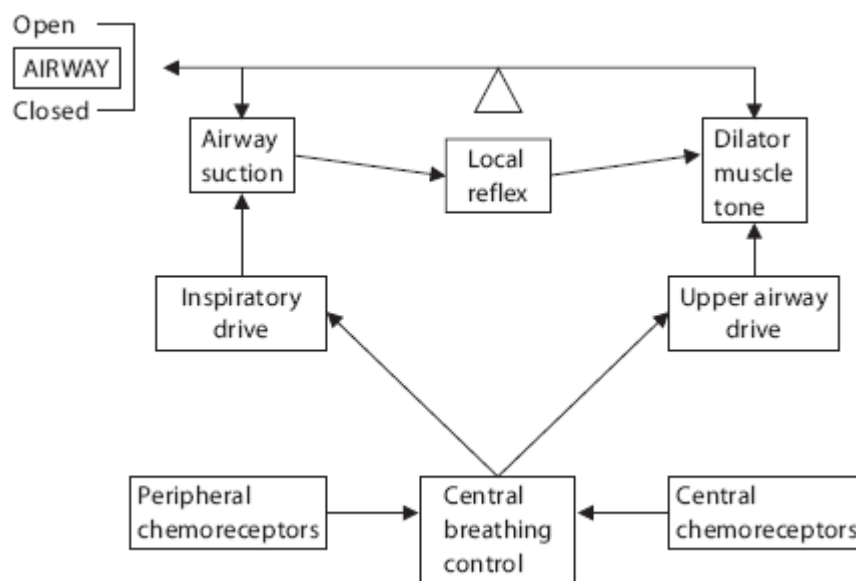 Open
AIRWAY
Closed
Airway
suction
Local
reflex
Dilator
muscle
tone
Inspiratory
drive
Upper airway
drive
Peripheral
chemoreceptors
Central
breathing
control
Central
chemoreceptors